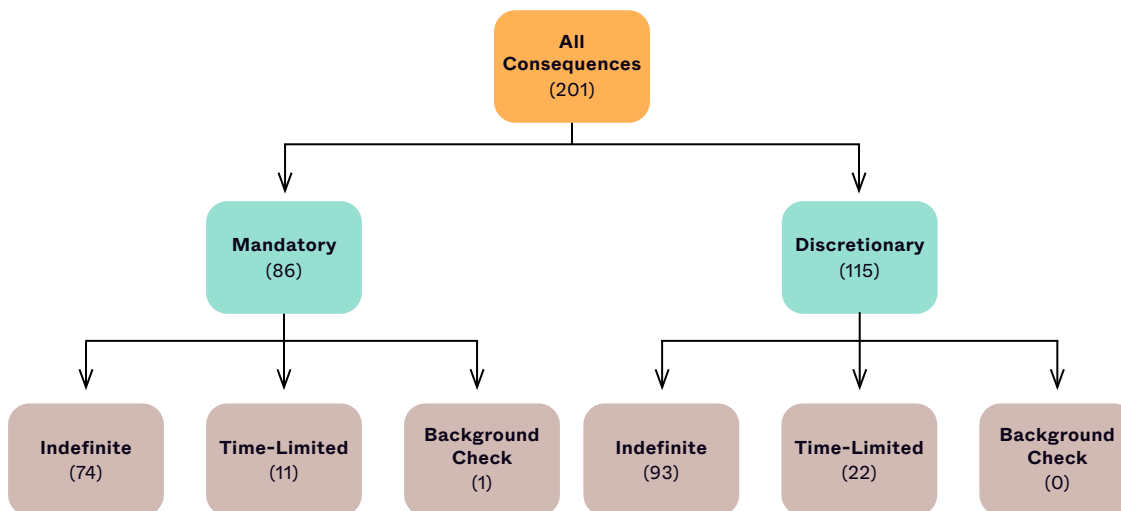 All
Consequences
(201)
Mandatory
(86)
Discretionary
(115)
Indefinite
(74)
Time-Limited
(11)
Background
Check
(1)
Indefinite
(93)
Time-Limited
(22)
Background
Check
(0)